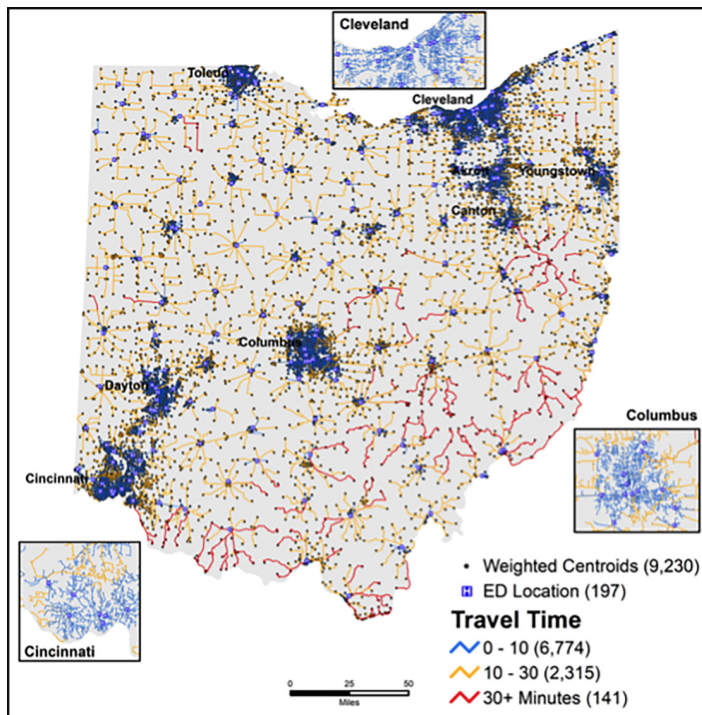 Cleveland
Toledo
Cleveland
Akron
Youngstown
Canton
Columbus
Dayton
Columbus
Cincinnati
Weighted Centroids (9,230)
H ED Location (197)
Travel Time
0 - 10 (6,774)
10 - 30 (2,315)
30+ Minutes (141)
Cincinnati
0 25 50
Miles